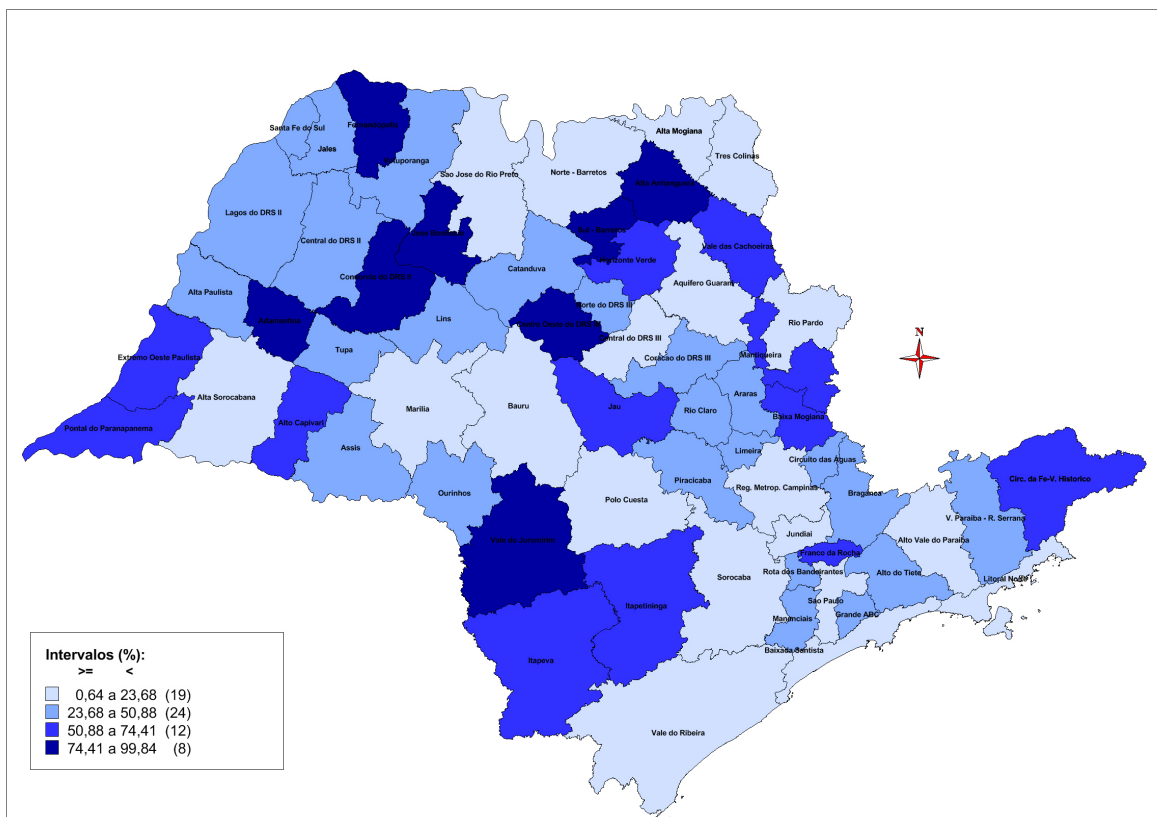 Alta Mogiana
Santa Fe do Sul
Jales
Tres Colinas
Sao Jose do Rio Preto
Norte - Barretos
Lagos do DRS II
Central do DRS II
Vale das Cachoeiras
Horizonte Verde
Catanduva
Aquifero Guarani
Alta Paulista
Norte do DRS III
Lins
Rio Pardo
N
Central do DRS III
Tupa
Extremo Oeste Paulista
Coracao do DRS III
Mantiqueira
Alta Sorocabana
Araras
Marilia
Bauru
Jau
Rio Claro
Baixa Mogiana
Pontal do Paranapanema
Alto Capivari
Assis
Limeira
Circuito das Aguas
Piracicaba
Reg. Metrop. Campinas
Circ. da Fe-V. Historico
Ourinhos
Polo Cuesta
Braganca
V. Paraiba - R. Serrana
Jundiai
Alto Vale do Paraiba
Vale do Jurumirim
Franco da Rocha
Rota dos Bandeirantes
Alto do Tiete
Sorocaba
Litoral Norte
Sao Paulo
Itapetininga
Mananciais
Grande ABC
Baixada Santista
Itapeva
Vale do Ribeira
Intervalos (%):
>= <
0,64 a 23,68 (19)
23,68 a 50,88 (24)
50,88 a 74,41 (12)
74,41 a 99,84 (8)